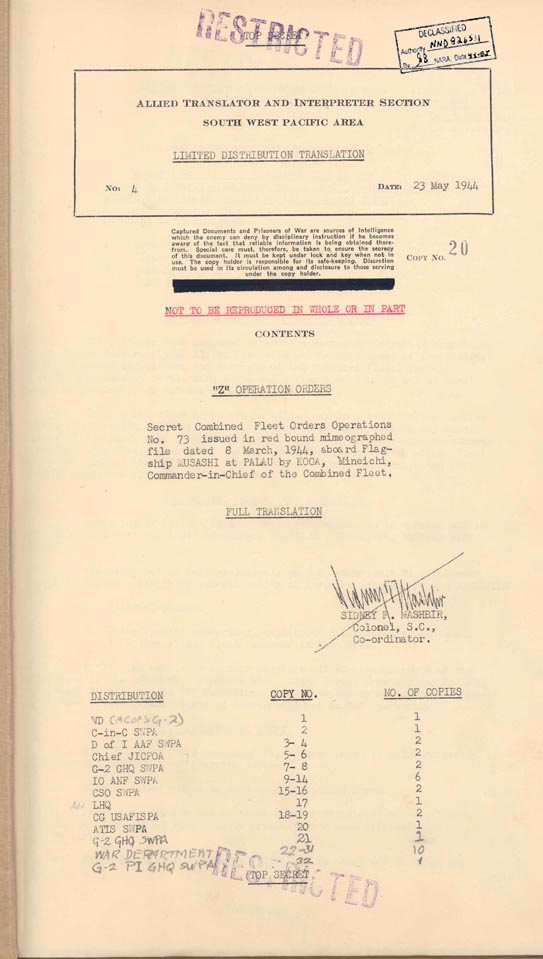 RESTRICTED
TOP SECRET
DECLASSIFIED
Authority NND 826511
By SB NARA, Date
ALLIED TRANSLATOR AND INTERPRETER SECTION
SOUTH WEST PACIFIC AREA
LIMITED DISTRIBUTION TRANSLATION
No: 4 DATE: 23 May 1944
Captured Documents and Prisoners of War are sources of Intelligence
which the enemy can deny by disciplinary instruction if he becomes
aware of the fact that reliable information is being obtained there-
from. Special care must, therefore, be taken to ensure the secrecy
of this document. It must be kept under lock and key when not in
use. The copy holder is responsible for its safe-keeping. Discretion
must be used in its circulation among and disclosure to those serving
under the copy holder.
COPY NO. 20
NOT TO BE REPRODUCED IN WHOLE OR IN PART
CONTENTS
"Z" OPERATION ORDERS
Secret Combined Fleet Orders Operations
No. 73 issued in red bound mimeographed
file dated 8 March, 1944, aboard Flag-
ship MUSASHI at PALAU by KOGA, Mineichi,
Commander-in-Chief of the Combined Fleet.
FULL TRANSLATION
Sidney F. Mashbir
SIDNEY F. MASHBIR,
Colonel, S.C.,
Co-ordinator.
DISTRIBUTION COPY NO. NO. OF COPIES
WD (ACOFS G-2) 1 1
C-in-C SWPA 2 1
D of I AAF SWPA 3- 4 2
Chief JICPOA 5- 6 2
G-2 GHQ SWPA 7- 8 2
IO ANF SWPA 9-14 6
CSO SWPA 15-16 2
LHQ 17 1
CG USAFISPA 18-19 2
ATIS SWPA 20 1
G-2 GHQ SWPA 21 1
WAR DEPARTMENT 22-31 10
G-2 PI GHQ SWPA 32 1
RESTRICTED
TOP SECRET